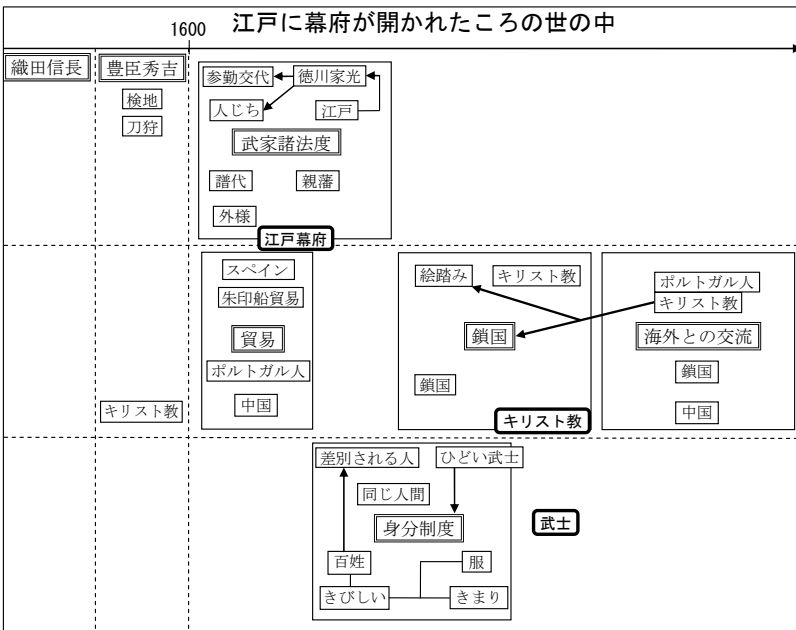 江戸に幕府が開かれたころの世の中
1600
織田信長
豊臣秀吉
検地
刀狩
参勤交代
徳川家光
人じち
江戸
武家諸法度
譜代
親藩
外様
江戸幕府
キリスト教
スペイン
朱印船貿易
貿易
ポルトガル人
中国
絵踏み
キリスト教
鎖国
鎖国
キリスト教
ポルトガル人
キリスト教
海外との交流
鎖国
中国
差別される人
ひどい武士
同じ人間
身分制度
百姓
服
きびしい
きまり
武士